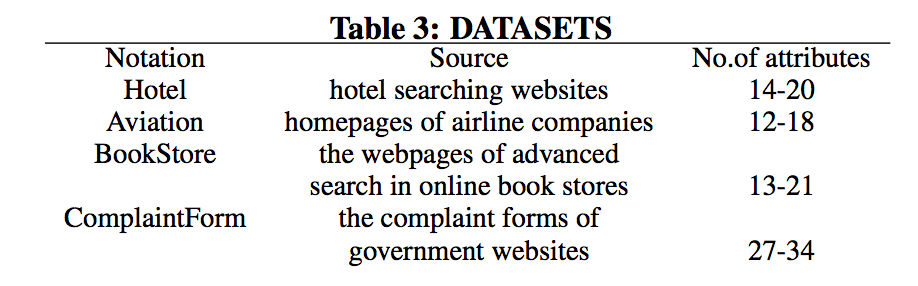 Table 3: DATASETS
Notation Source No.of attributes
Hotel hotel searching websites 14-20
Aviation homepages of airline companies 12-18
BookStore the webpages of advanced
search in online book stores 13-21
ComplaintForm the complaint forms of
government websites 27-34